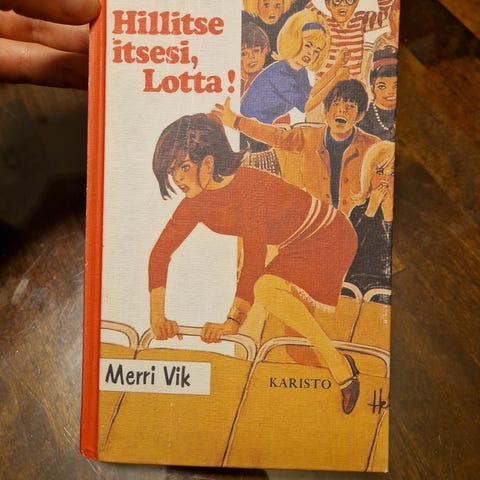 Hillitse
itsesi,
Lotta!
Merri Vik
KARISTO